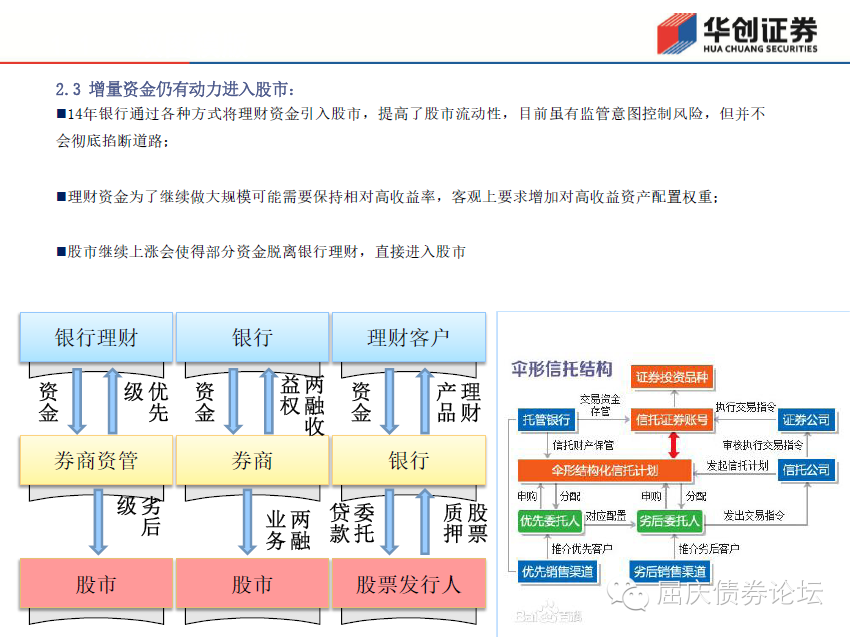 华创证券
HUA CHUANG SECURITIES
2.3 增量资金仍有动力进入股市：
■14年银行通过各种方式将理财资金引入股市，提高了股市流动性，目前虽有监管意图控制风险，但并不
会彻底掐断道路；
■理财资金为了继续做大规模可能需要保持相对高收益率，客观上要求增加对高收益资产配置权重；
■股市继续上涨会使得部分资金脱离银行理财，直接进入股市
银行理财
银行
理财客户
资金
优先级
资金
两融收益权
资金
理财产品
券商资管
券商
银行
劣后级
两融业务
委托贷款
股票质押
股市
股市
股票发行人
伞形信托结构
证券投资品种
交易资金
存管
执行交易指令
托管银行
信托证券账号
证券公司
信托财产保管
审核执行交易指令
伞形结构化信托计划
发起信托计划
信托公司
申购
分配
申购
分配
优先委托人
对应配置
劣后委托人
发出交易指令
推介优先客户
推介劣后客户
优先销售渠道
劣后销售渠道
屈庆债券论坛
Baidu百科